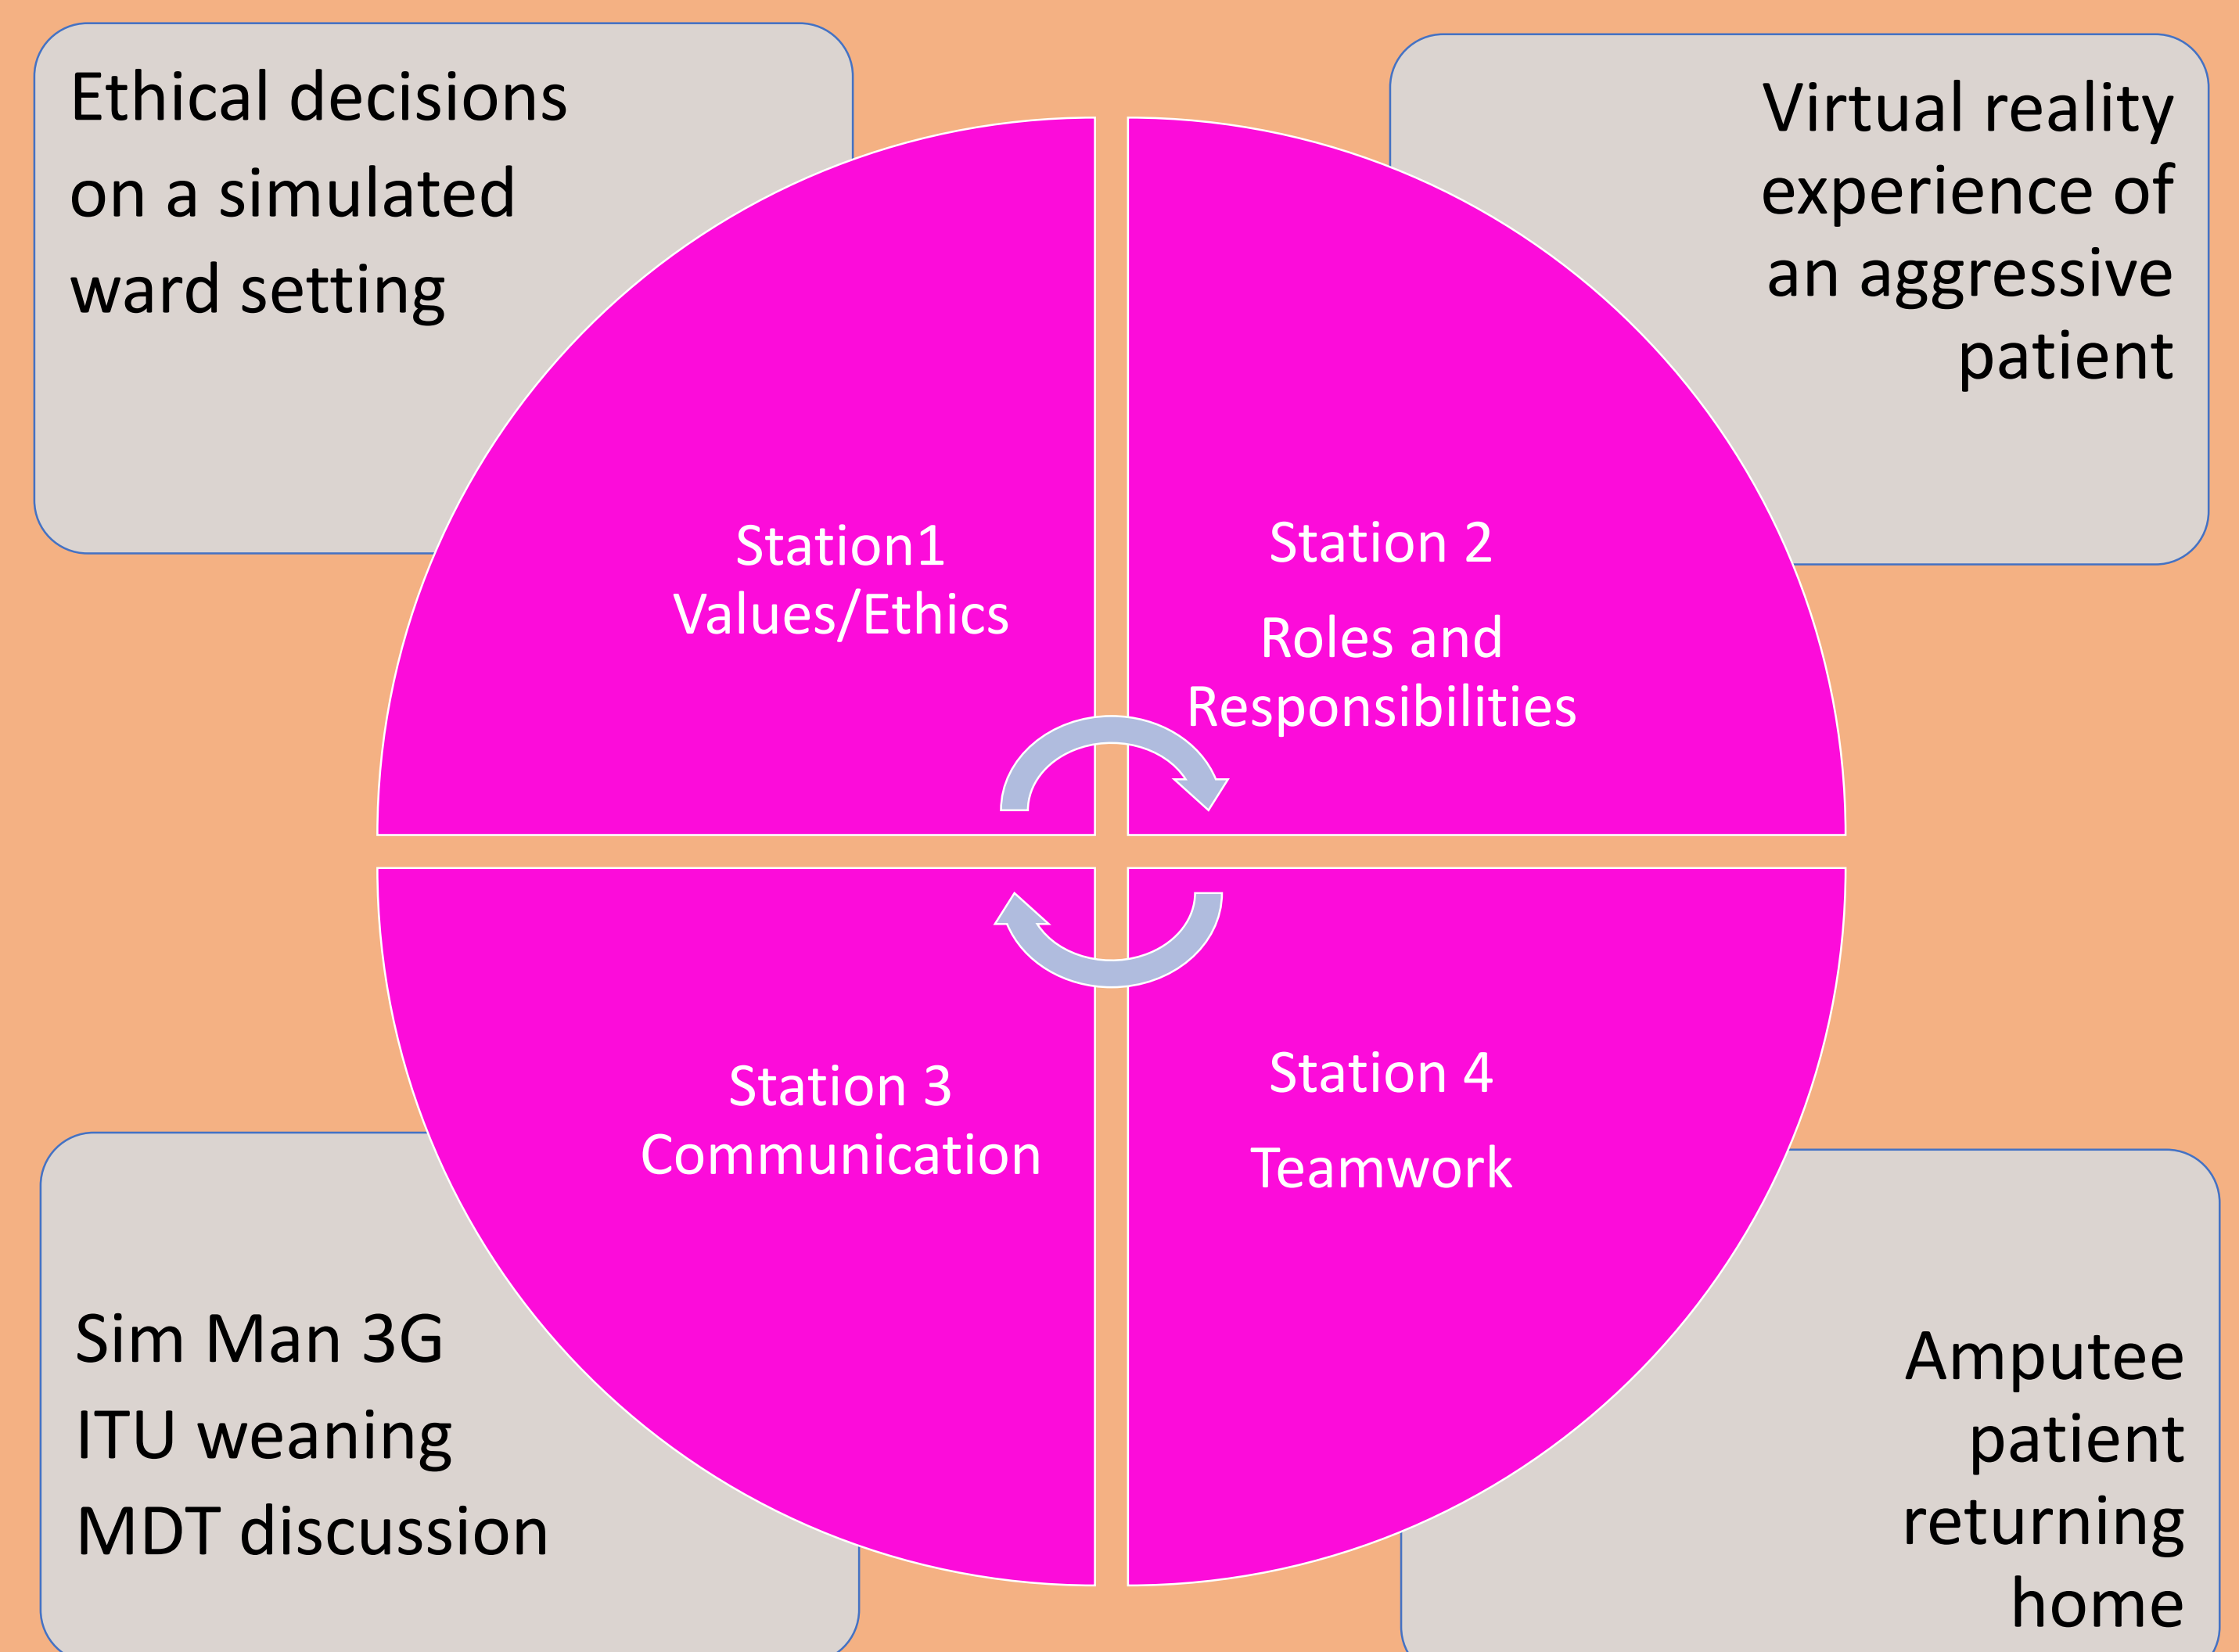 Ethical decisions
on a simulated
ward setting
Virtual reality
experience of
an aggressive
patient
Station1
Values/Ethics
Station 2
Roles and
Responsibilities
Station 3
Communication
Station 4
Teamwork
Sim Man 3G
ITU weaning
MDT discussion
Amputee
patient
returning
home